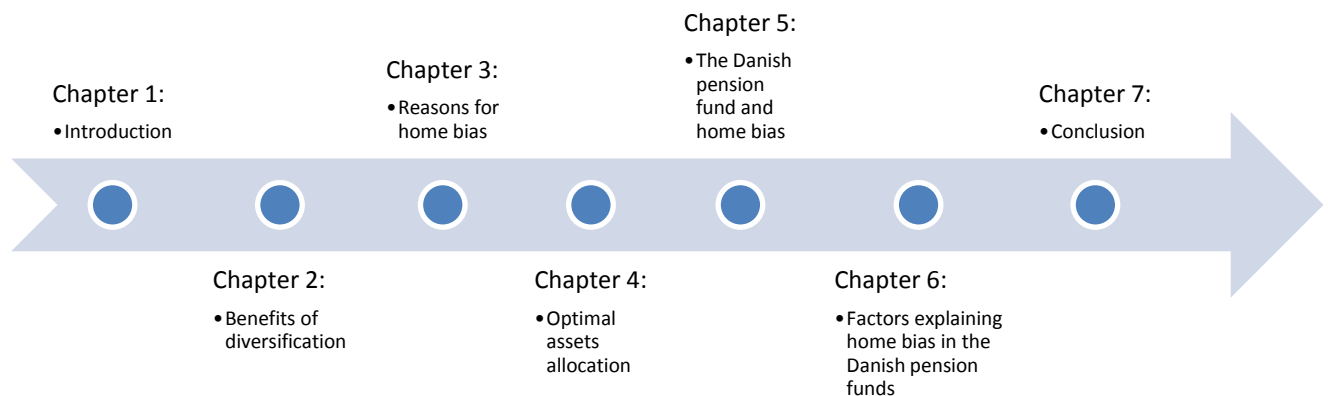 Chapter 1:
•Introduction
Chapter 2:
•Benefits of
diversification
Chapter 3:
•Reasons for
home bias
Chapter 4:
•Optimal
assets
allocation
Chapter 5:
•The Danish
pension
fund and
home bias
Chapter 6:
•Factors explaining
home bias in the
Danish pension
funds
Chapter 7:
•Conclusion